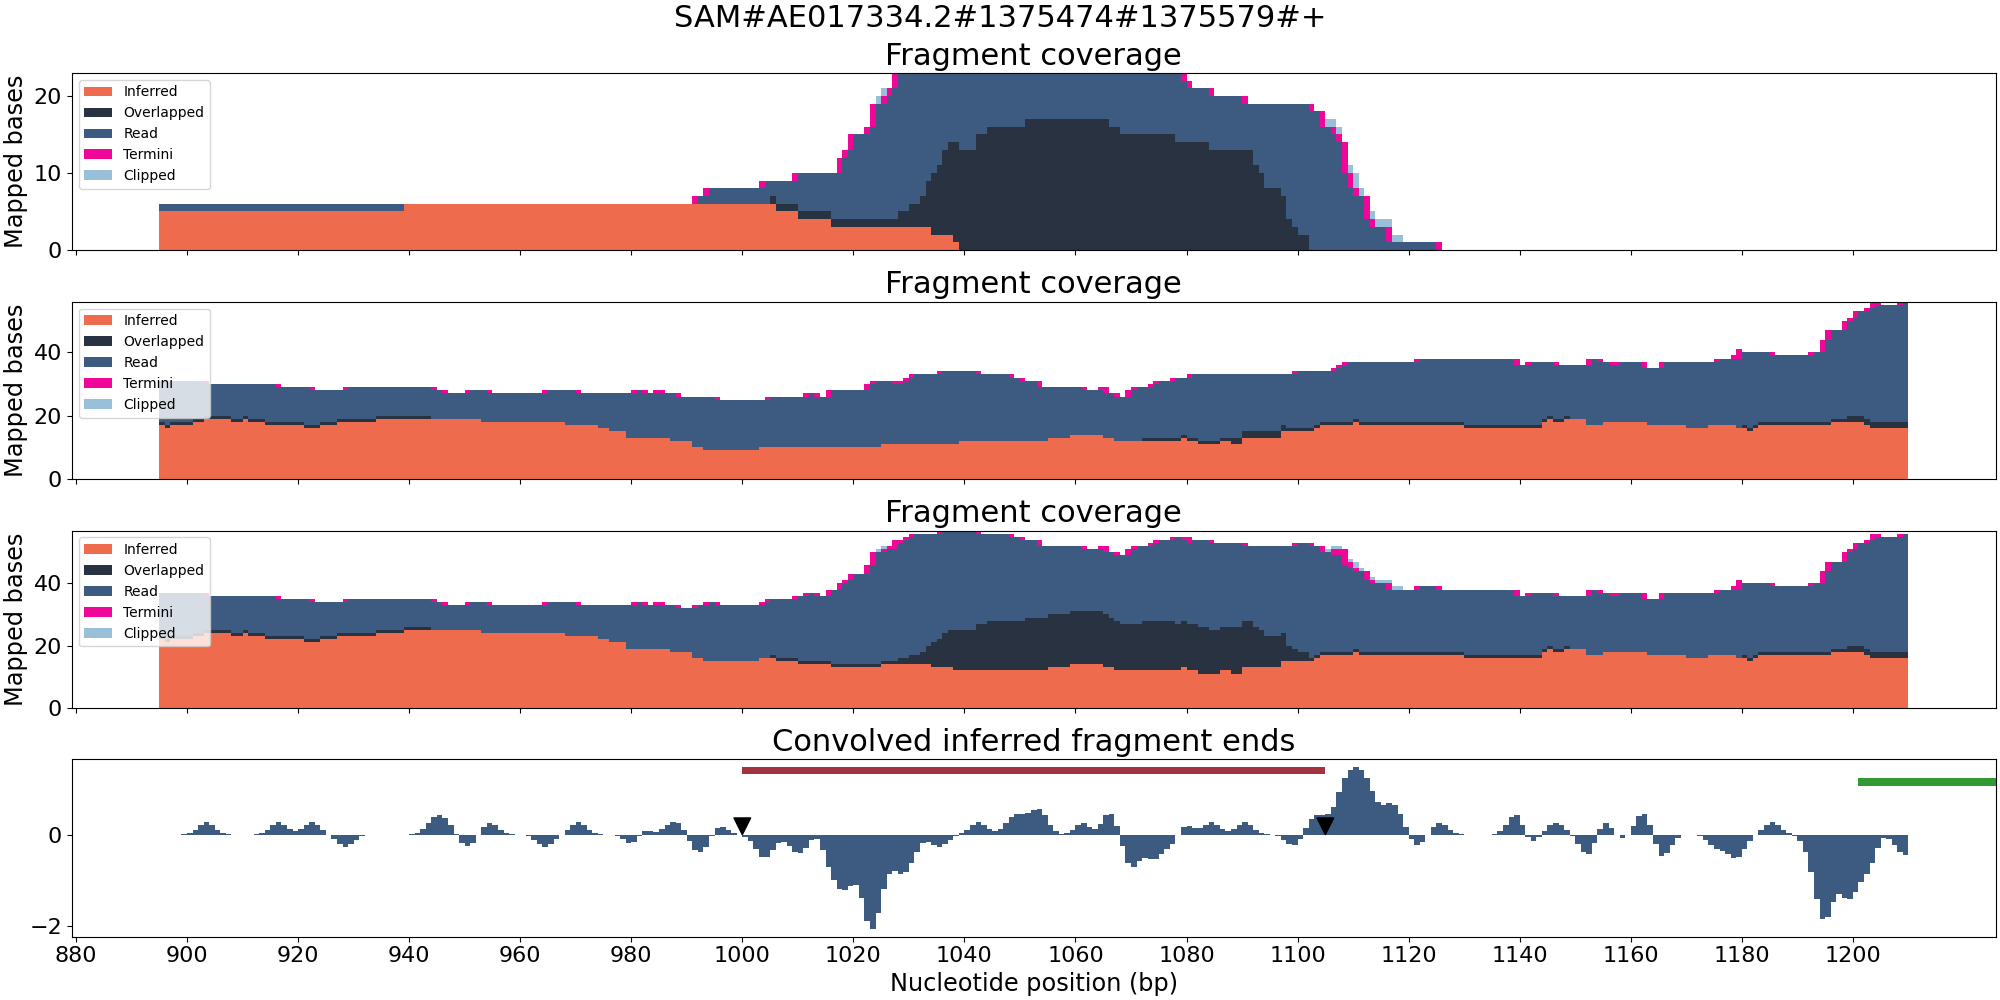 SAM#AE017334.2#1375474#1375579#+
Fragment coverage
Mapped bases
20
10
0
Inferred
Overlapped
Read
Termini
Clipped
Fragment coverage
Mapped bases
40
20
0
Inferred
Overlapped
Read
Termini
Clipped
Fragment coverage
Mapped bases
40
20
0
Inferred
Overlapped
Read
Termini
Clipped
Convolved inferred fragment ends
0
−2
880 900 920 940 960 980 1000 1020 1040 1060 1080 1100 1120 1140 1160 1180 1200
Nucleotide position (bp)